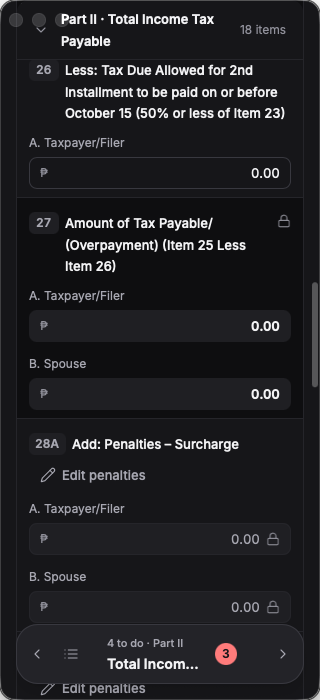 Part II · Total Income Tax
Payable
18 items
26 Less: Tax Due Allowed for 2nd
Installment to be paid on or before
October 15 (50% or less of Item 23)
A. Taxpayer/Filer
₱ 0.00
27 Amount of Tax Payable/
(Overpayment) (Item 25 Less
Item 26)
A. Taxpayer/Filer
₱ 0.00
B. Spouse
₱ 0.00
28A Add: Penalties – Surcharge
Edit penalties
A. Taxpayer/Filer
₱ 0.00
B. Spouse
₱ 0.00
4 to do · Part II
Total Incom...
3
Edit penalties